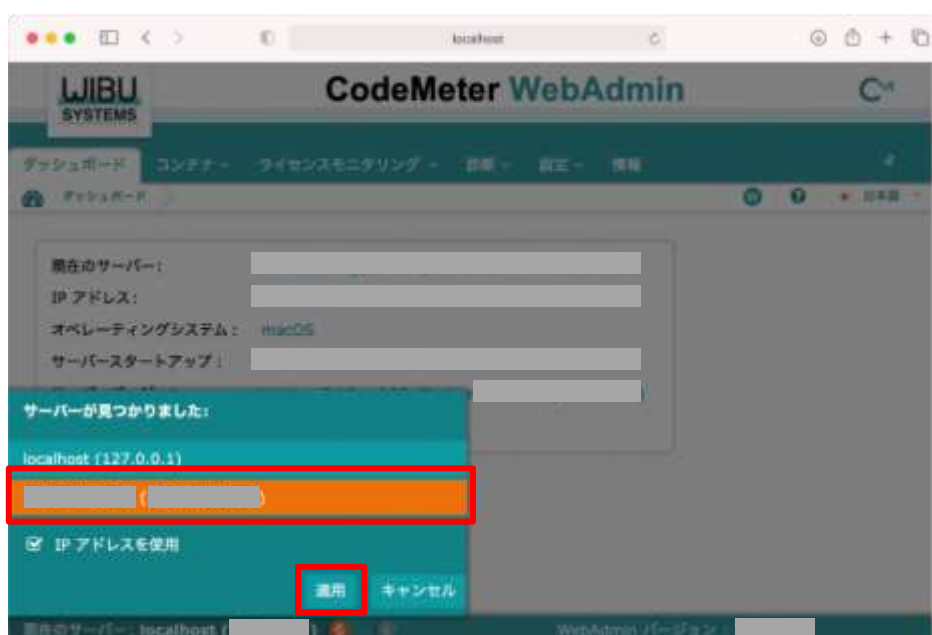 localhost
WIBU
SYSTEMS
CodeMeter WebAdmin
ダッシュボード コンテナ ライセンスモニタリング 診断 設定 情報
ダッシュボード
日本語
現在のサーバー:
IP アドレス:
オペレーティングシステム: macOS
サーバースタートアップ:
サーバーが見つかりました:
localhost (127.0.0.1)
( )
IP アドレスを使用
適用 キャンセル
現在のサーバー: localhost ( )
WebAdmin バージョン: